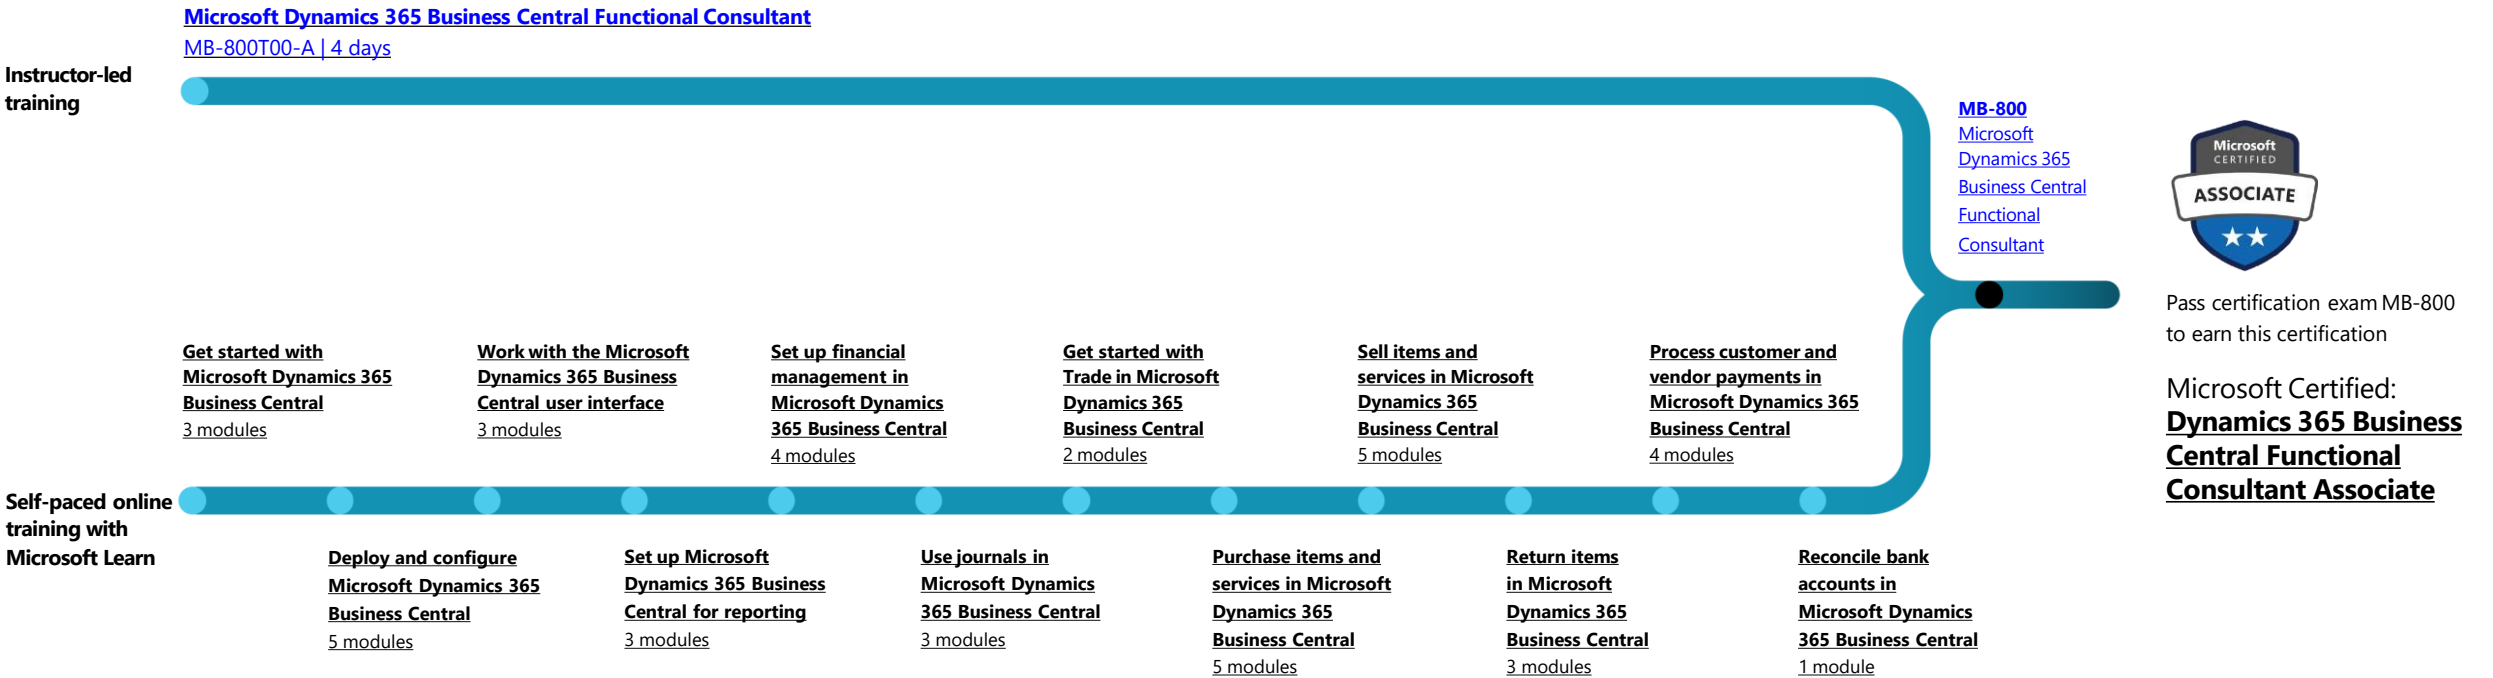 Microsoft Dynamics 365 Business Central Functional Consultant
MB-800T00-A | 4 days
Instructor-led
training
MB-800
Microsoft
Dynamics 365
Business Central
Functional
Consultant
Microsoft
CERTIFIED
ASSOCIATE
Pass certification exam MB-800
to earn this certification
Microsoft Certified:
Dynamics 365 Business
Central Functional
Consultant Associate
Get started with
Microsoft Dynamics 365
Business Central
3 modules
Work with the Microsoft
Dynamics 365 Business
Central user interface
3 modules
Set up financial
management in
Microsoft Dynamics
365 Business Central
4 modules
Get started with
Trade in Microsoft
Dynamics 365
Business Central
2 modules
Sell items and
services in Microsoft
Dynamics 365
Business Central
5 modules
Process customer and
vendor payments in
Microsoft Dynamics 365
Business Central
4 modules
Self-paced online
training with
Microsoft Learn
Deploy and configure
Microsoft Dynamics 365
Business Central
5 modules
Set up Microsoft
Dynamics 365 Business
Central for reporting
3 modules
Use journals in
Microsoft Dynamics
365 Business Central
3 modules
Purchase items and
services in Microsoft
Dynamics 365
Business Central
5 modules
Return items
in Microsoft
Dynamics 365
Business Central
3 modules
Reconcile bank
accounts in
Microsoft Dynamics
365 Business Central
1 module